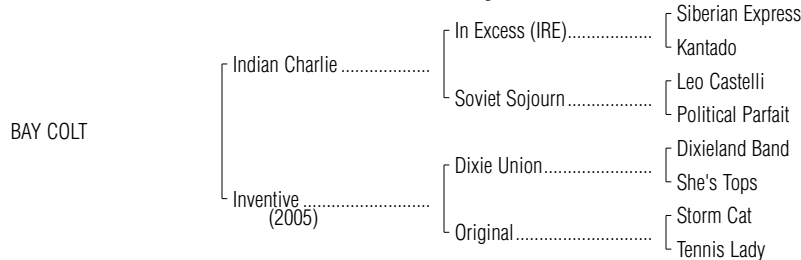 Siberian Express
In Excess (IRE)...................
Kantado
Indian Charlie ...................
Leo Castelli
Soviet Sojourn...................
Political Parfait
BAY COLT
Dixieland Band
Dixie Union........................
She's Tops
Inventive ...........................
(2005)
Storm Cat
Original..............................
Tennis Lady